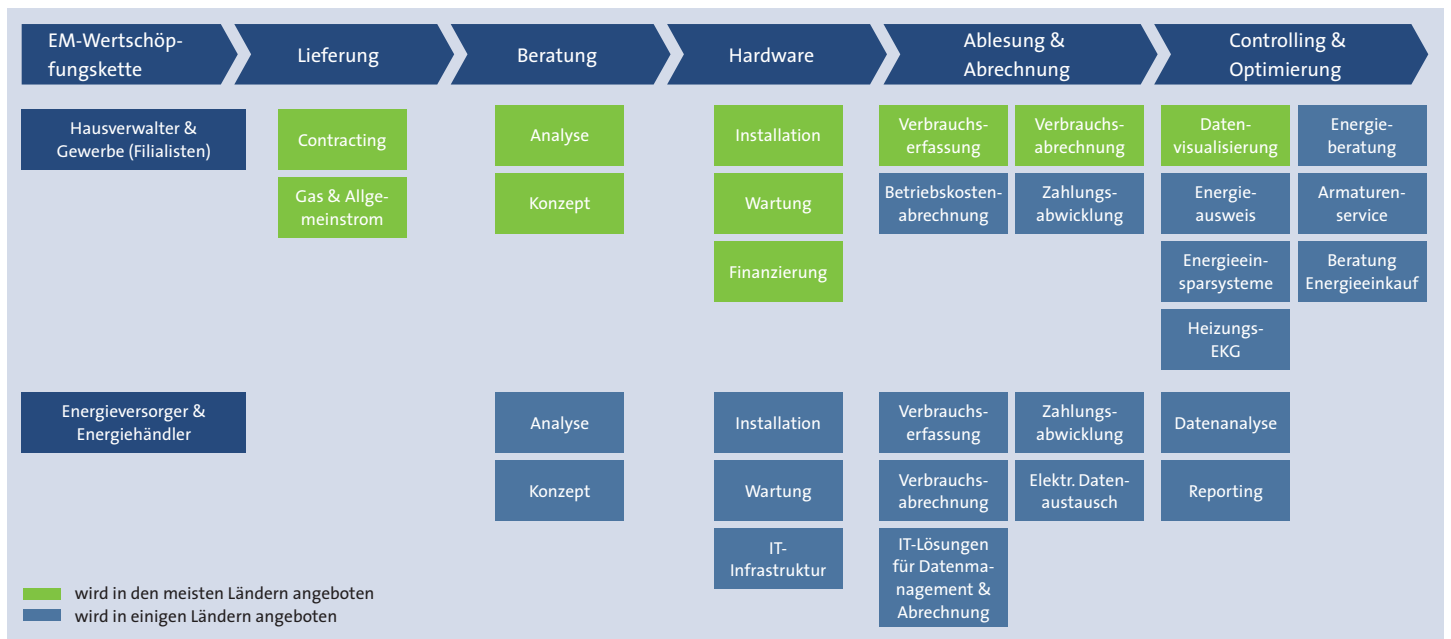 EM-Wertschöp-
fungskette
Lieferung
Beratung
Hardware
Ablesung &
Abrechnung
Controlling &
Optimierung
Hausverwalter &
Gewerbe (Filialisten)
Contracting
Gas & Allge-
meinstrom
Analyse
Konzept
Installation
Wartung
Finanzierung
Verbrauchs-
erfassung
Verbrauchs-
abrechnung
Betriebskosten-
abrechnung
Zahlungs-
abwicklung
Daten-
visualisierung
Energie-
beratung
Energie-
ausweis
Armaturen-
service
Energieein-
sparsysteme
Beratung
Energieeinkauf
Heizungs-
EKG
Energieversorger &
Energiehändler
Analyse
Konzept
Installation
Wartung
IT-
Infrastruktur
Verbrauchs-
erfassung
Zahlungs-
abwicklung
Verbrauchs-
abrechnung
Elektr. Daten-
austausch
IT-Lösungen
für Datenma-
nagement &
Abrechnung
Datenanalyse
Reporting
wird in den meisten Ländern angeboten
wird in einigen Ländern angeboten